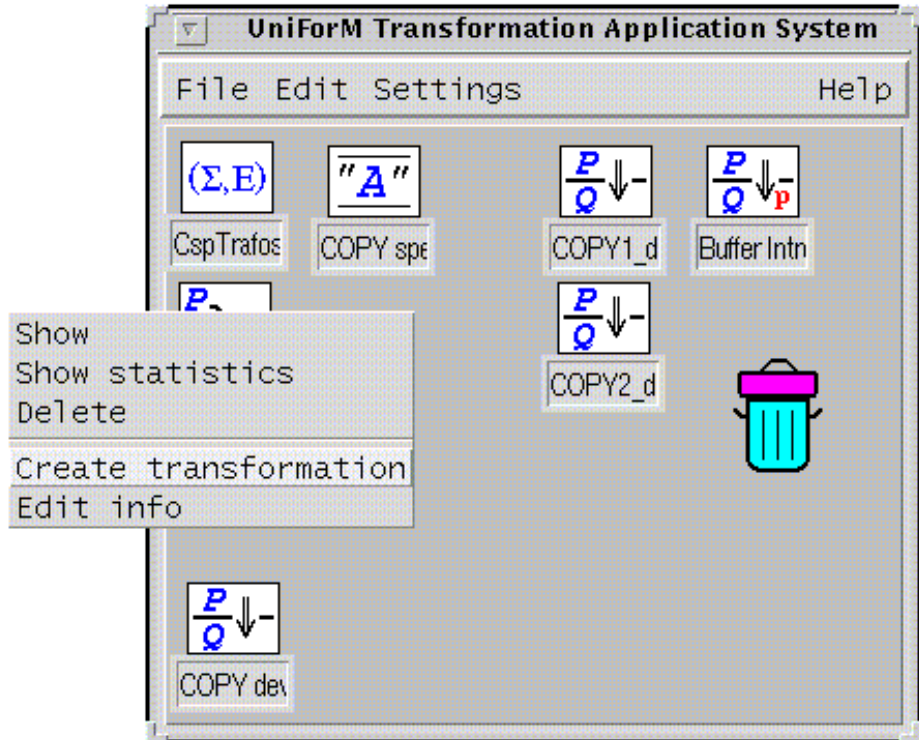 UniForM Transformation Application System
File Edit Settings Help
(Σ,E) "A" P Q ⇓- P Q ⇓- p
CspTrafos COPY spe COPY1_d Buffer Intn
P P Q ⇓-
Show
Show statistics
COPY2_d
Delete
Create transformation
Edit info
P Q ⇓-
COPY dev